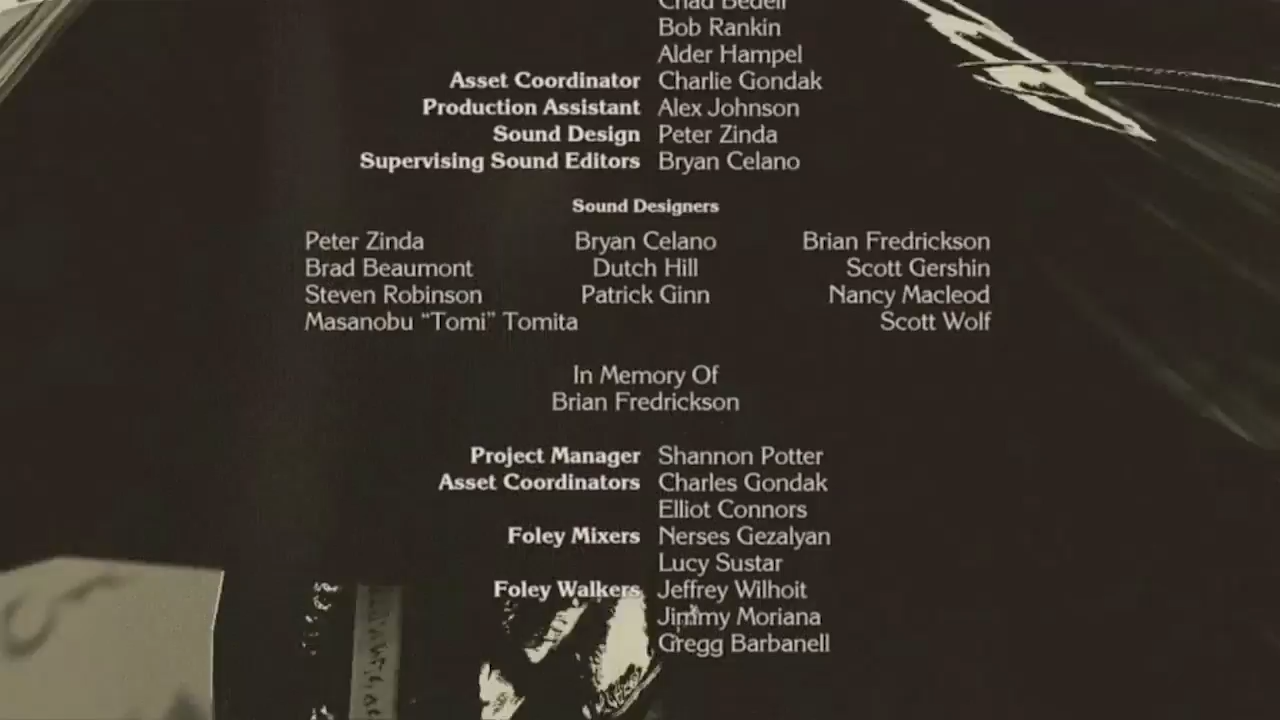 Chad Bedell
Bob Rankin
Alder Hampel
Asset Coordinator Charlie Gondak
Production Assistant Alex Johnson
Sound Design Peter Zinda
Supervising Sound Editors Bryan Celano
Sound Designers
Peter Zinda Bryan Celano Brian Fredrickson
Brad Beaumont Dutch Hill Scott Gershin
Steven Robinson Patrick Ginn Nancy Macleod
Masanobu “Tomi” Tomita Scott Wolf
In Memory Of
Brian Fredrickson
Project Manager Shannon Potter
Asset Coordinators Charles Gondak
Elliot Connors
Foley Mixers Nerses Gezalyan
Lucy Sustar
Foley Walkers Jeffrey Wilhoit
Jimmy Moriana
Gregg Barbanell